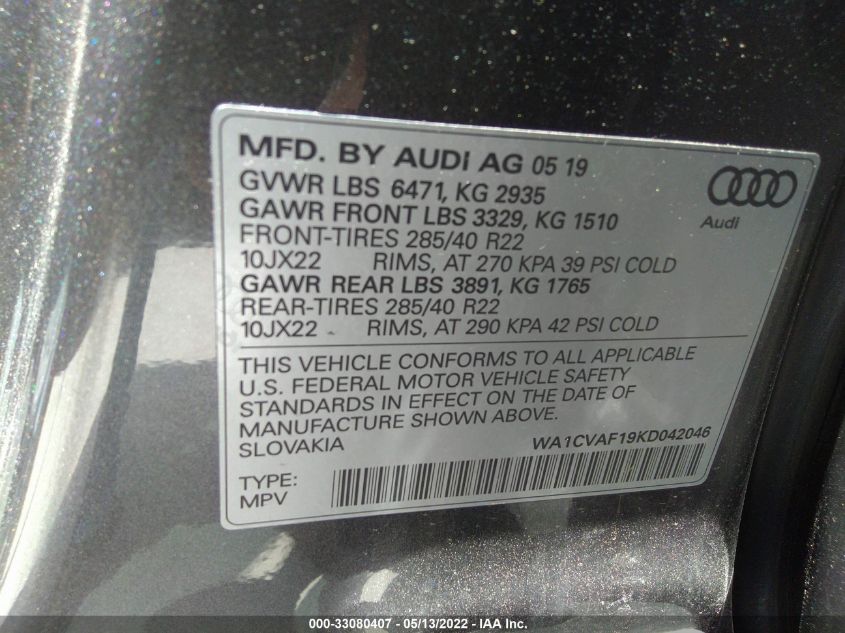 MFD. BY AUDI AG 05 19
GVWR LBS 6471, KG 2935
GAWR FRONT LBS 3329, KG 1510
FRONT-TIRES 285/40 R22
10JX22 RIMS, AT 270 KPA 39 PSI COLD
GAWR REAR LBS 3891, KG 1765
REAR-TIRES 285/40 R22
10JX22 RIMS, AT 290 KPA 42 PSI COLD
Audi
THIS VEHICLE CONFORMS TO ALL APPLICABLE
U.S. FEDERAL MOTOR VEHICLE SAFETY
STANDARDS IN EFFECT ON THE DATE OF
MANUFACTURE SHOWN ABOVE.
SLOVAKIA WA1CVAF19KD042046
TYPE:
MPV
000-33080407 - 05/13/2022 - IAA Inc.